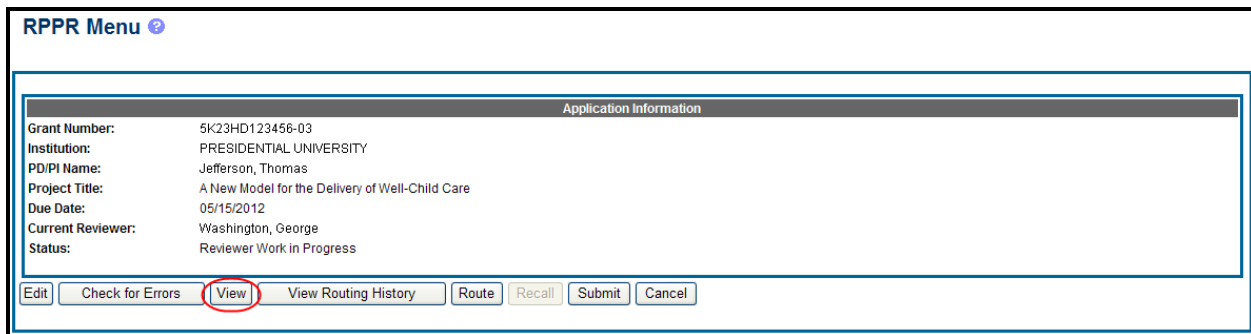 RPPR Menu ?
Application Information
Grant Number: 5K23HD123456-03
Institution: PRESIDENTIAL UNIVERSITY
PD/PI Name: Jefferson, Thomas
Project Title: A New Model for the Delivery of Well-Child Care
Due Date: 05/15/2012
Current Reviewer: Washington, George
Status: Reviewer Work in Progress
Edit Check for Errors View View Routing History Route Recall Submit Cancel